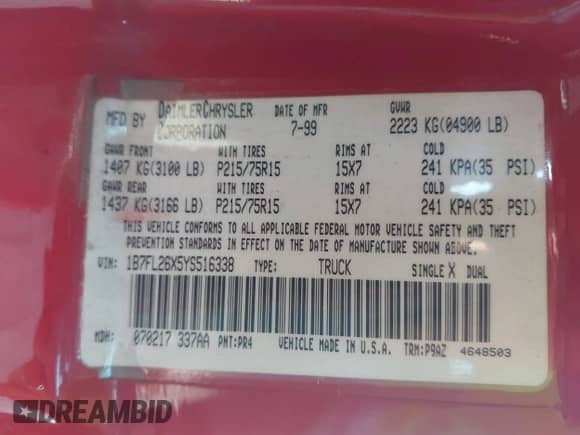 MFD BY DAIMLERCHRYSLER CORPORATION DATE OF MFR 7-99 GVWR 2223 KG(04900 LB)
GAWR FRONT WITH TIRES RIMS AT COLD
1407 KG(3100 LB) P215/75R15 15X7 241 KPA(35 PSI)
GAWR REAR WITH TIRES RIMS AT COLD
1437 KG(3166 LB) P215/75R15 15X7 241 KPA(35 PSI)
THIS VEHICLE CONFORMS TO ALL APPLICABLE FEDERAL MOTOR VEHICLE SAFETY AND THEFT
PREVENTION STANDARDS IN EFFECT ON THE DATE OF MANUFACTURE SHOWN ABOVE.
VIN: 1B7FL26X5YS516338 TYPE: TRUCK SINGLE X DUAL
MDH: 070217 337AA PNT:PR4 VEHICLE MADE IN U.S.A. TRM:P9AZ 4648503
DREAMBID